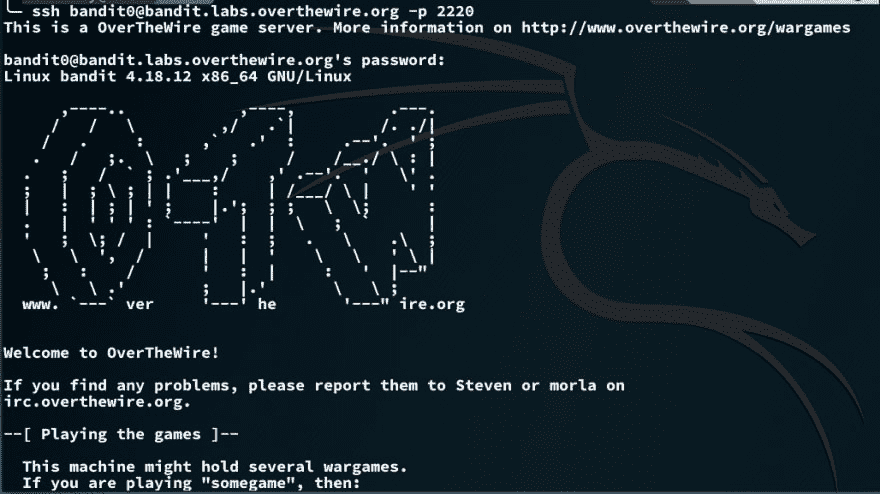 ssh bandit0@bandit.labs.overthewire.org -p 2220
This is a OverTheWire game server. More information on http://www.overthewire.org/wargames
bandit0@bandit.labs.overthewire.org's password:
Linux bandit 4.18.12 x86_64 GNU/Linux
www. ver he ire.org
Welcome to OverTheWire!
If you find any problems, please report them to Steven or morla on
irc.overthewire.org.
--[ Playing the games ]--
This machine might hold several wargames.
If you are playing "somegame", then: